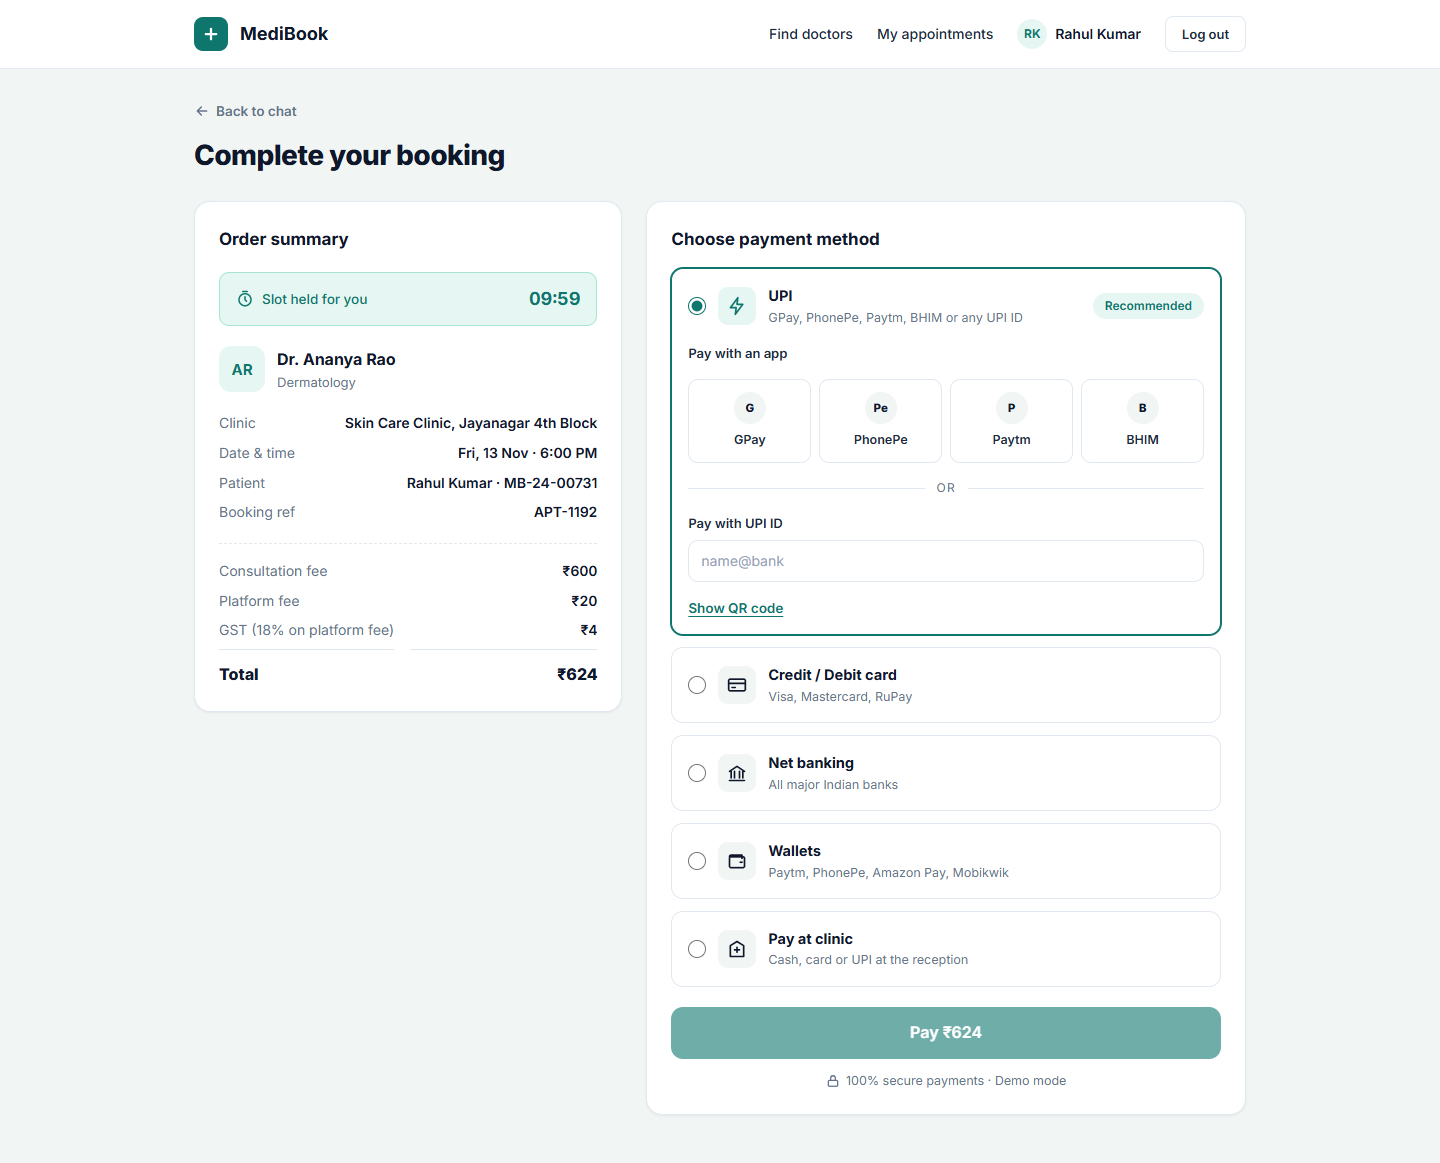 MediBook
Find doctors
My appointments
RK
Rahul Kumar
Log out
Back to chat
Complete your booking
Order summary
Slot held for you 09:59
AR
Dr. Ananya Rao
Dermatology
Clinic Skin Care Clinic, Jayanagar 4th Block
Date & time Fri, 13 Nov · 6:00 PM
Patient Rahul Kumar · MB-24-00731
Booking ref APT-1192
Consultation fee ₹600
Platform fee ₹20
GST (18% on platform fee) ₹4
Total ₹624
Choose payment method
UPI
GPay, PhonePe, Paytm, BHIM or any UPI ID
Recommended
Pay with an app
G
GPay
Pe
PhonePe
P
Paytm
B
BHIM
OR
Pay with UPI ID
name@bank
Show QR code
Credit / Debit card
Visa, Mastercard, RuPay
Net banking
All major Indian banks
Wallets
Paytm, PhonePe, Amazon Pay, Mobikwik
Pay at clinic
Cash, card or UPI at the reception
Pay ₹624
100% secure payments · Demo mode